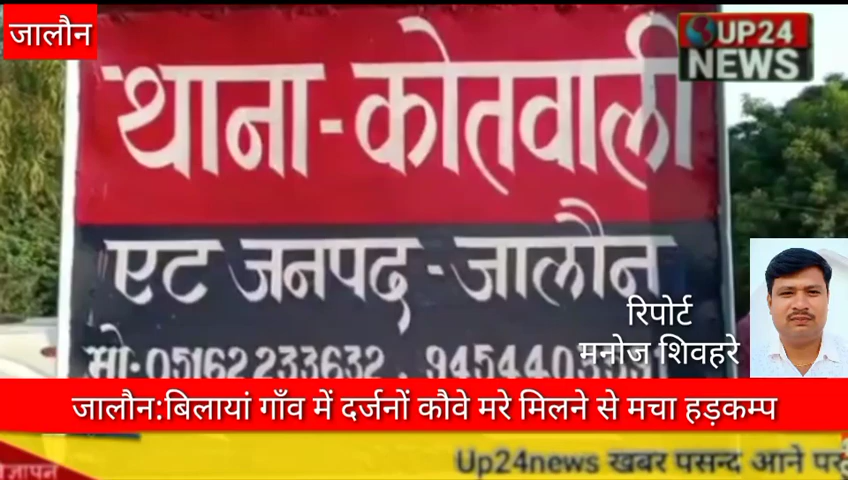 जालौन
UP24
NEWS
थाना-कोतवाली
एट जनपद-जालौन
रिपोर्ट
मनोज शिवहरे
मो॰05162233632,
जालौन:बिलायां गाँव में दर्जनों कौवे मरे मिलने से मचा हड़कम्प
Up24news खबर पसन्द आने पर